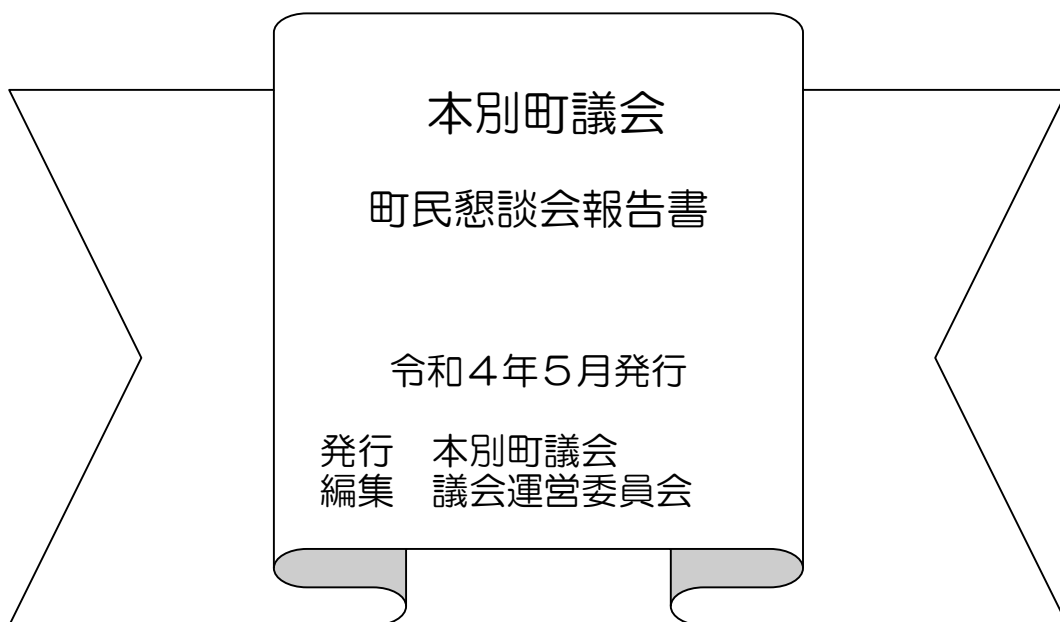 本別町議会
町民懇談会報告書
令和４年５月発行
発行　本別町議会
編集　議会運営委員会